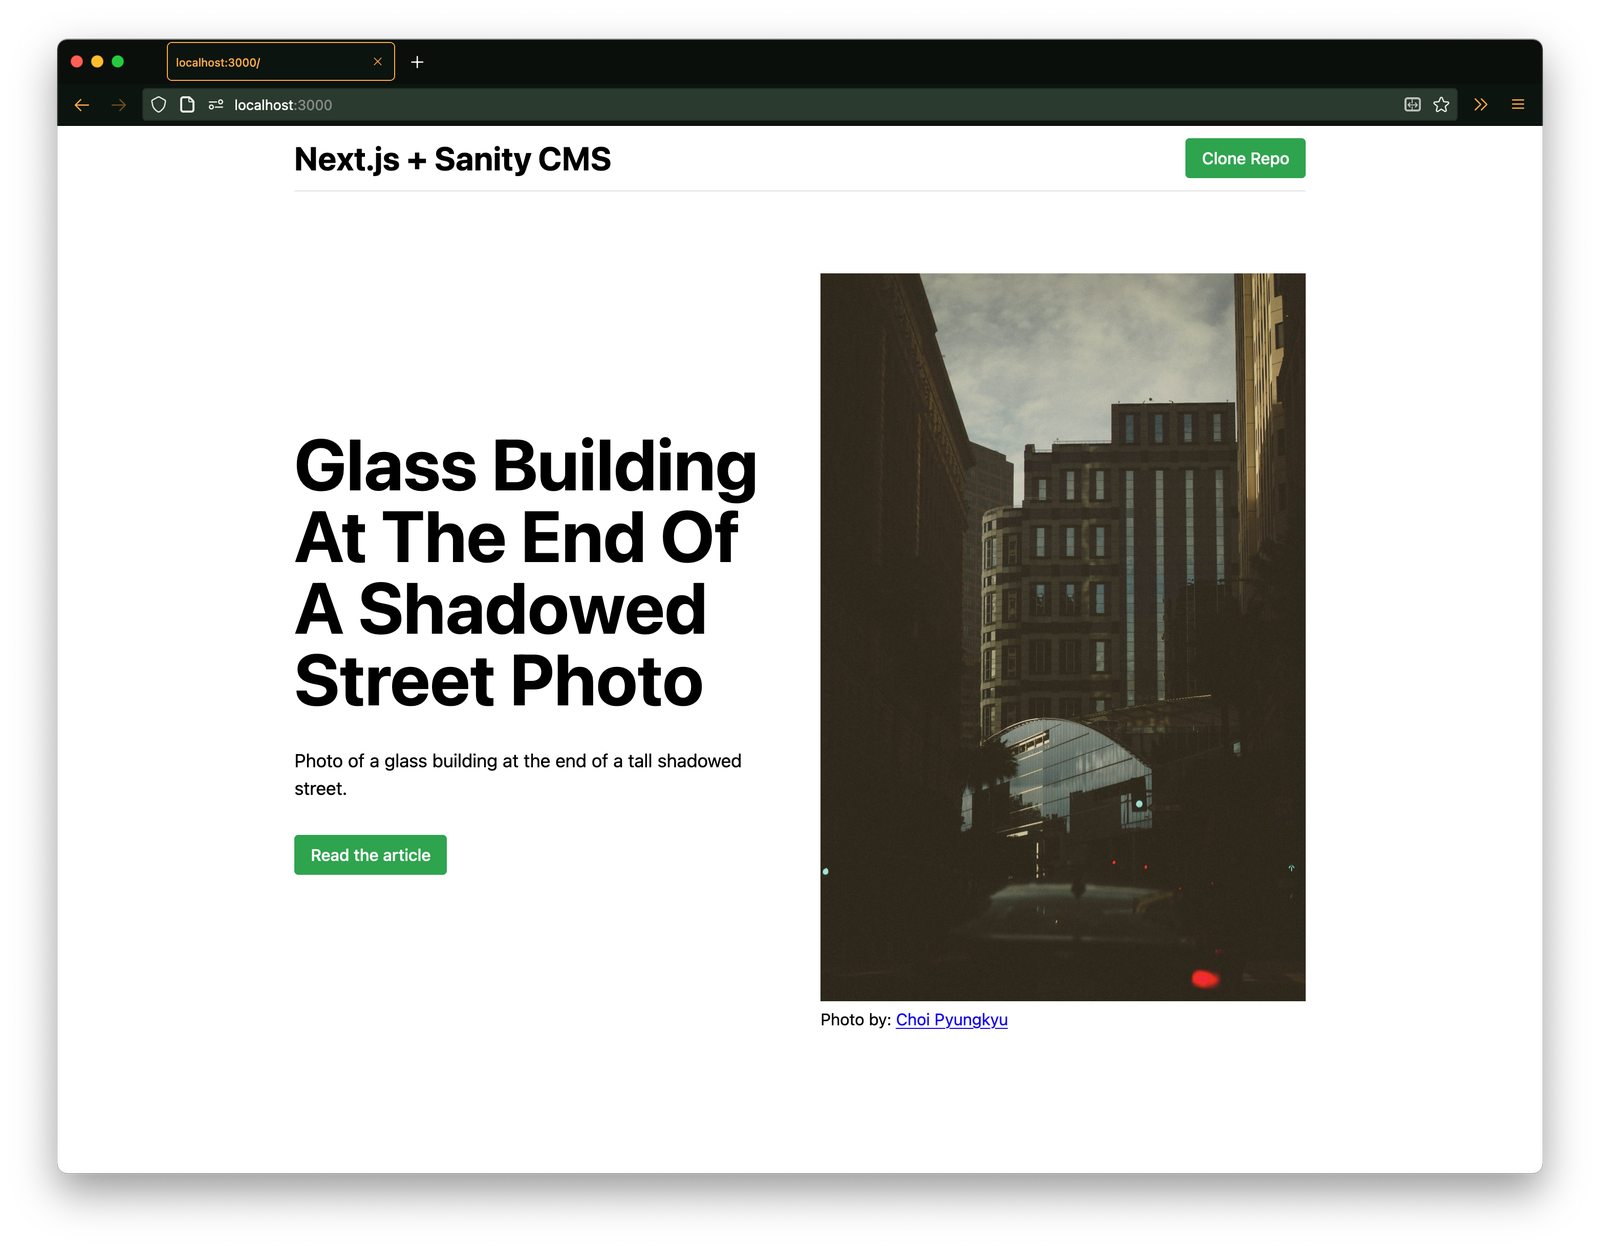 localhost:3000/
localhost:3000
Next.js + Sanity CMS
Clone Repo
Glass Building
At The End Of
A Shadowed
Street Photo
Photo of a glass building at the end of a tall shadowed
street.
Read the article
Photo by: Choi Pyungkyu